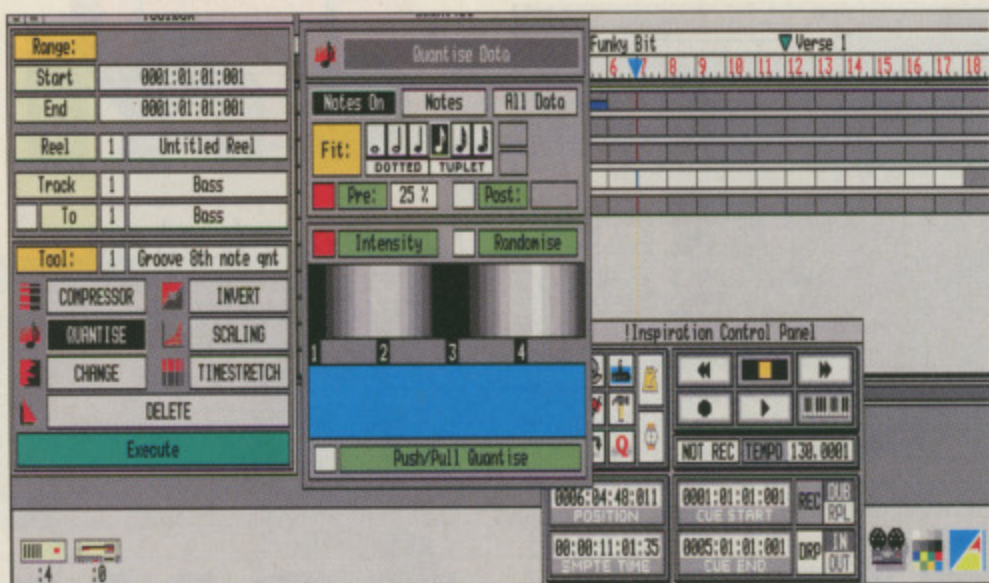 Toolbox
Range:
Start 0001:01:01:001
End 0001:01:01:001
Reel 1 Untitled Reel
Track 1 Bass
To 1 Bass
Tool: 1 Groove 8th note qnt
COMPRESSOR INVERT
QUANTISE SCALING
CHANGE TIMESTRETCH
DELETE
Execute
:4 :0
Quantise Data
Notes On Notes All Data
Fit:
DOTTED TUPLET
Pre: 25 % Post:
Intensity Randomise
1 2 3 4
Push/Pull Quantise
Funky Bit Verse 1
6 7 8 9 10 11 12 13 14 15 16 17 18
!Inspiration Control Panel
Q
NOT REC TEMPO 130.0001
0006:04:48:011 POSITION
0001:01:01:001 CUE START
REC DUB RPL
00:00:11:01:35 SMPTE TIME
0005:01:01:001 CUE END
DRP IN OUT